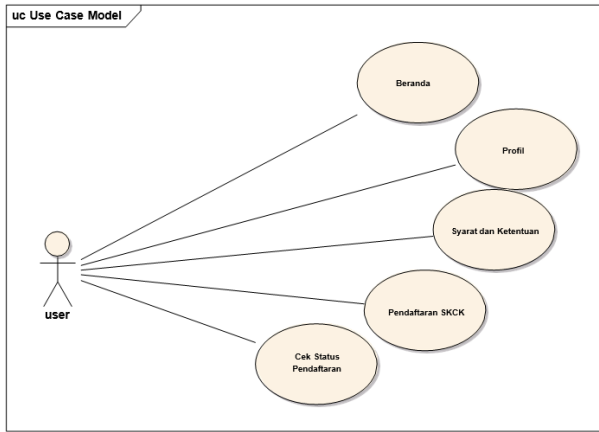 uc Use Case Model
Beranda
Profil
Syarat dan Ketentuan
user
Pendaftaran SKCK
Cek Status
Pendaftaran